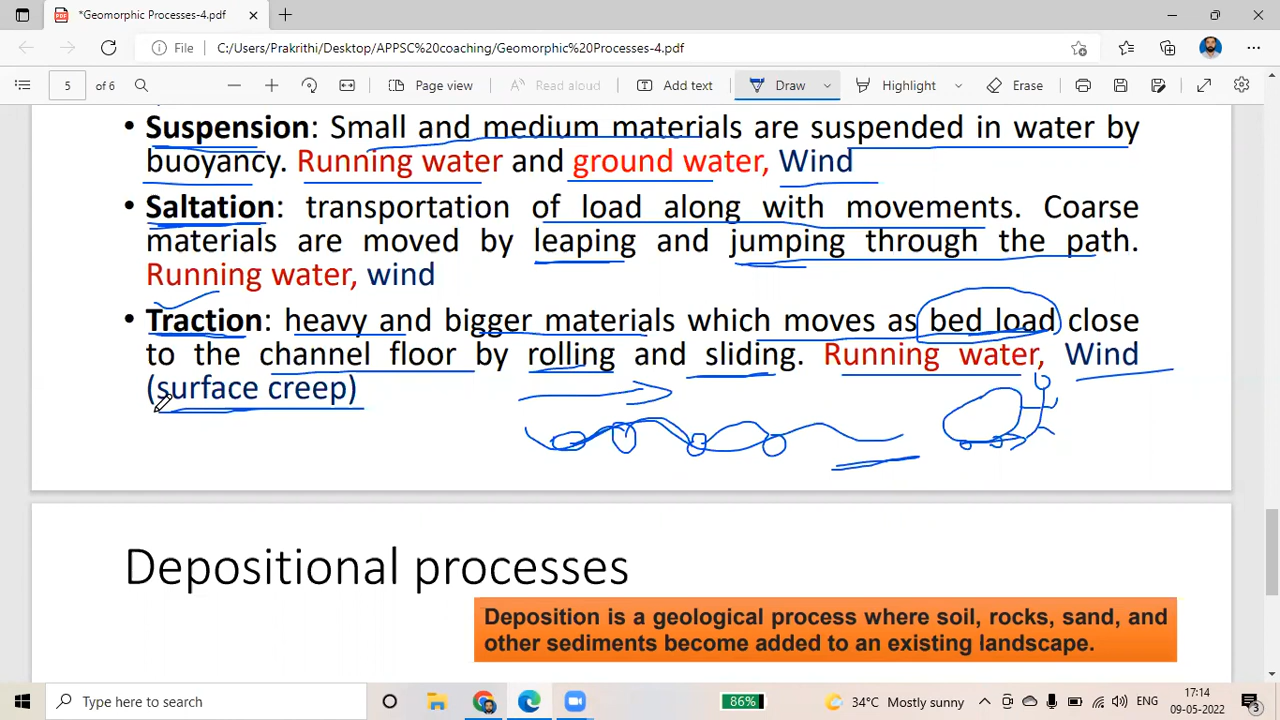 *Geomorphic Processes-4.pdf
File
C:/Users/Prakrithi/Desktop/APPSC%20coaching/Geomorphic%20Processes-4.pdf
5 of 6
Page view
Read aloud
Add text
Draw
Highlight
Erase
• Suspension: Small and medium materials are suspended in water by
buoyancy. Running water and ground water, Wind
• Saltation: transportation of load along with movements. Coarse
materials are moved by leaping and jumping through the path.
Running water, wind
• Traction: heavy and bigger materials which moves as bed load close
to the channel floor by rolling and sliding. Running water, Wind
(surface creep)
Depositional processes
Deposition is a geological process where soil, rocks, sand, and
other sediments become added to an existing landscape.
Type here to search
86%
34°C Mostly sunny
ENG
17:14
09-05-2022
3